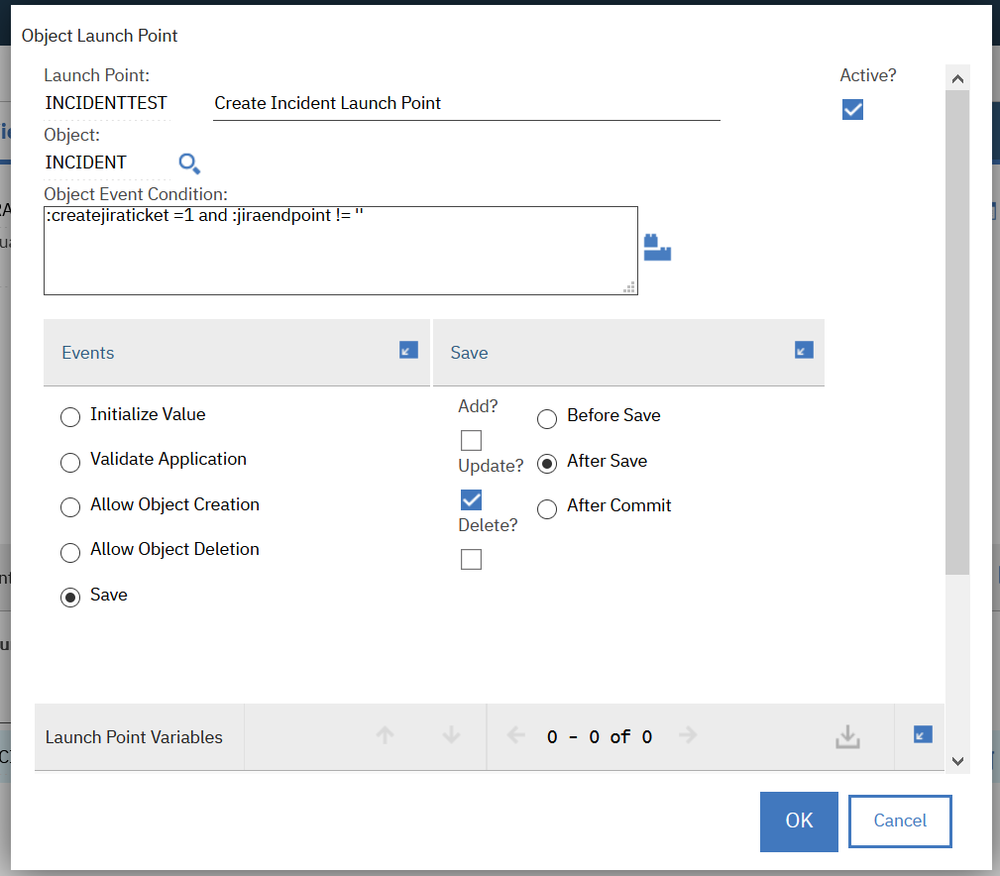 Object Launch Point
Launch Point:
Active?
INCIDENTTEST
Create Incident Launch Point
Object:
INCIDENT
Object Event Condition:
:createjiraticket =1 and :jiraendpoint != ''
Events
Save
Initialize Value
Validate Application
Allow Object Creation
Allow Object Deletion
Save
Add?
Update?
Delete?
Before Save
After Save
After Commit
Launch Point Variables
0 - 0 of 0
OK
Cancel